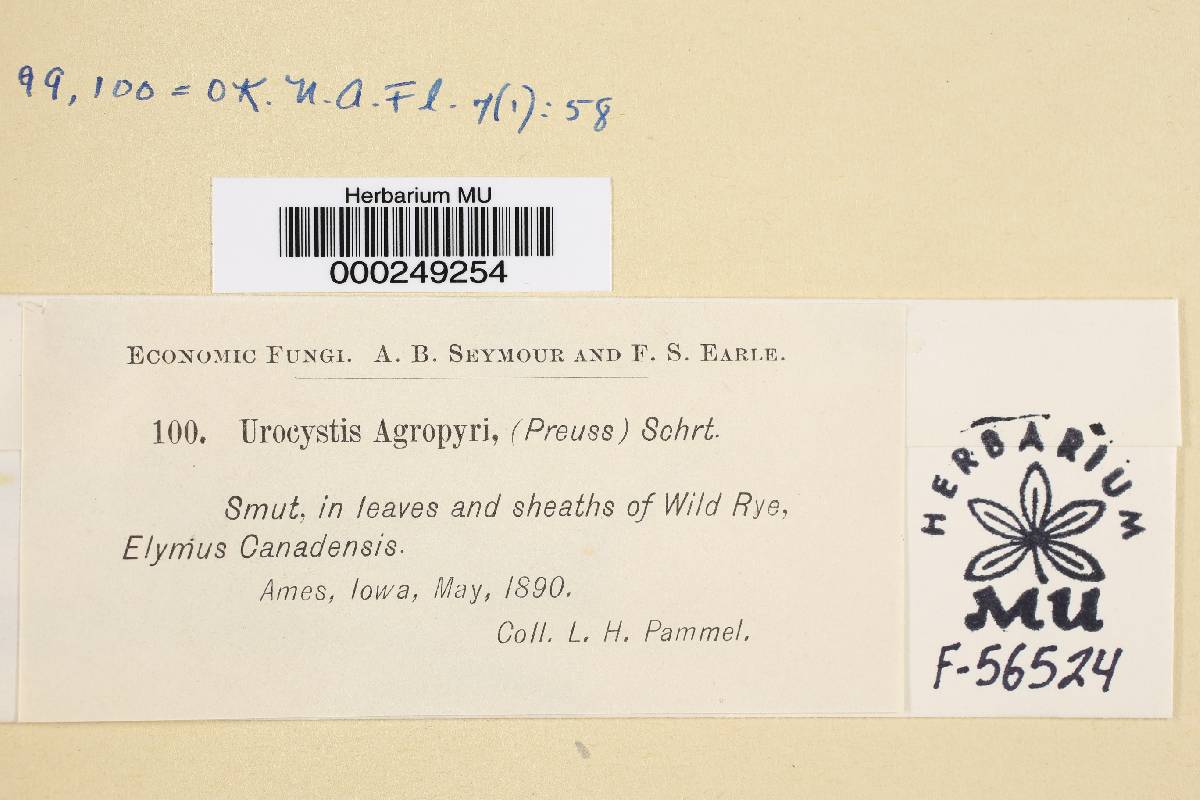 99, 100 = OK. N.A. Fl. 7(1): 58
Herbarium MU
000249254
ECONOMIC FUNGI. A. B. SEYMOUR AND F. S. EARLE.
100. Urocystis Agropyri, (Preuss) Schrt.
Smut, in leaves and sheaths of Wild Rye,
Elymus Canadensis.
Ames, Iowa, May, 1890.
Coll. L. H. Pammel.
HERBARIUM
MU
F-56524